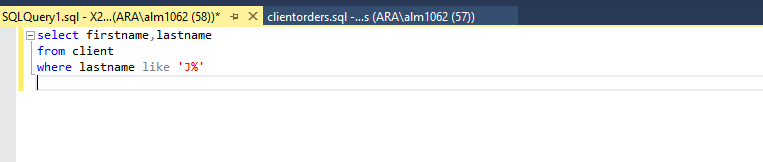 SQLQuery1.sql - X2...(ARA\alm1062 (58))* clientorders.sql -...s (ARA\alm1062 (57))
select firstname,lastname
from client
where lastname like 'J%'